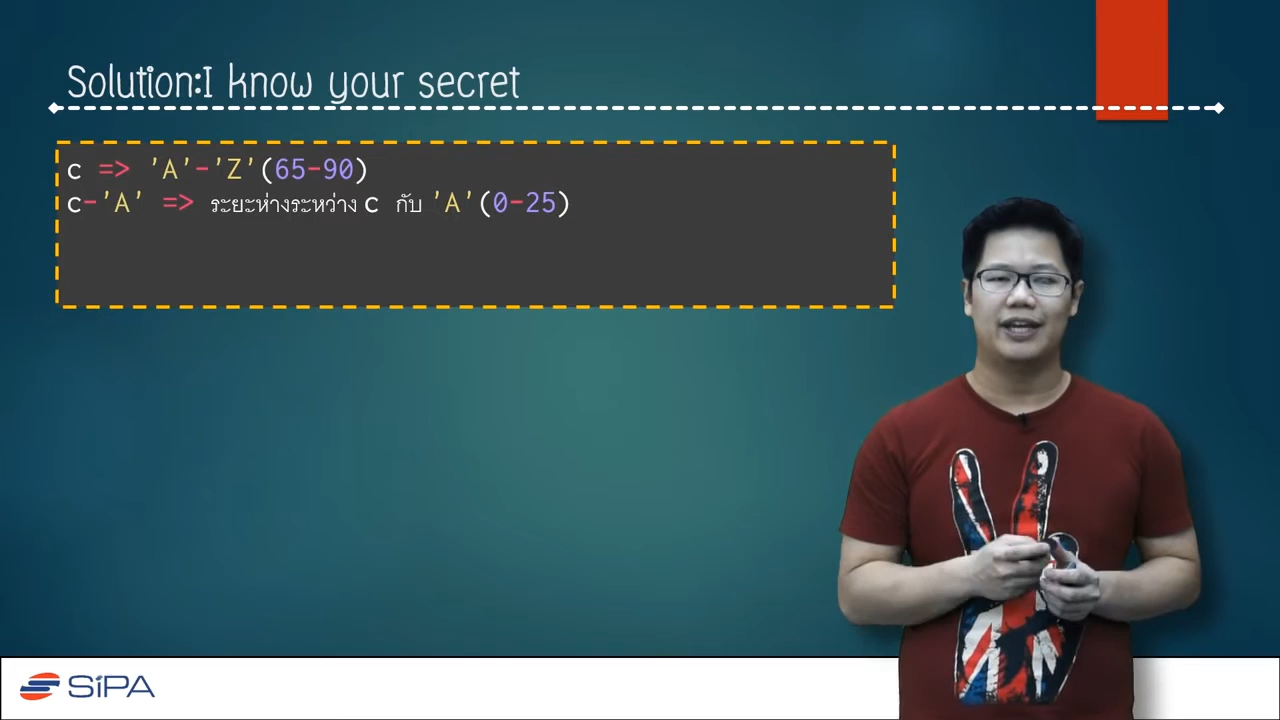 Solution:I know your secret
c => 'A'-'Z'(65-90)
c-'A' => ระยะห่างระหว่าง c กับ 'A'(0-25)
SiPA